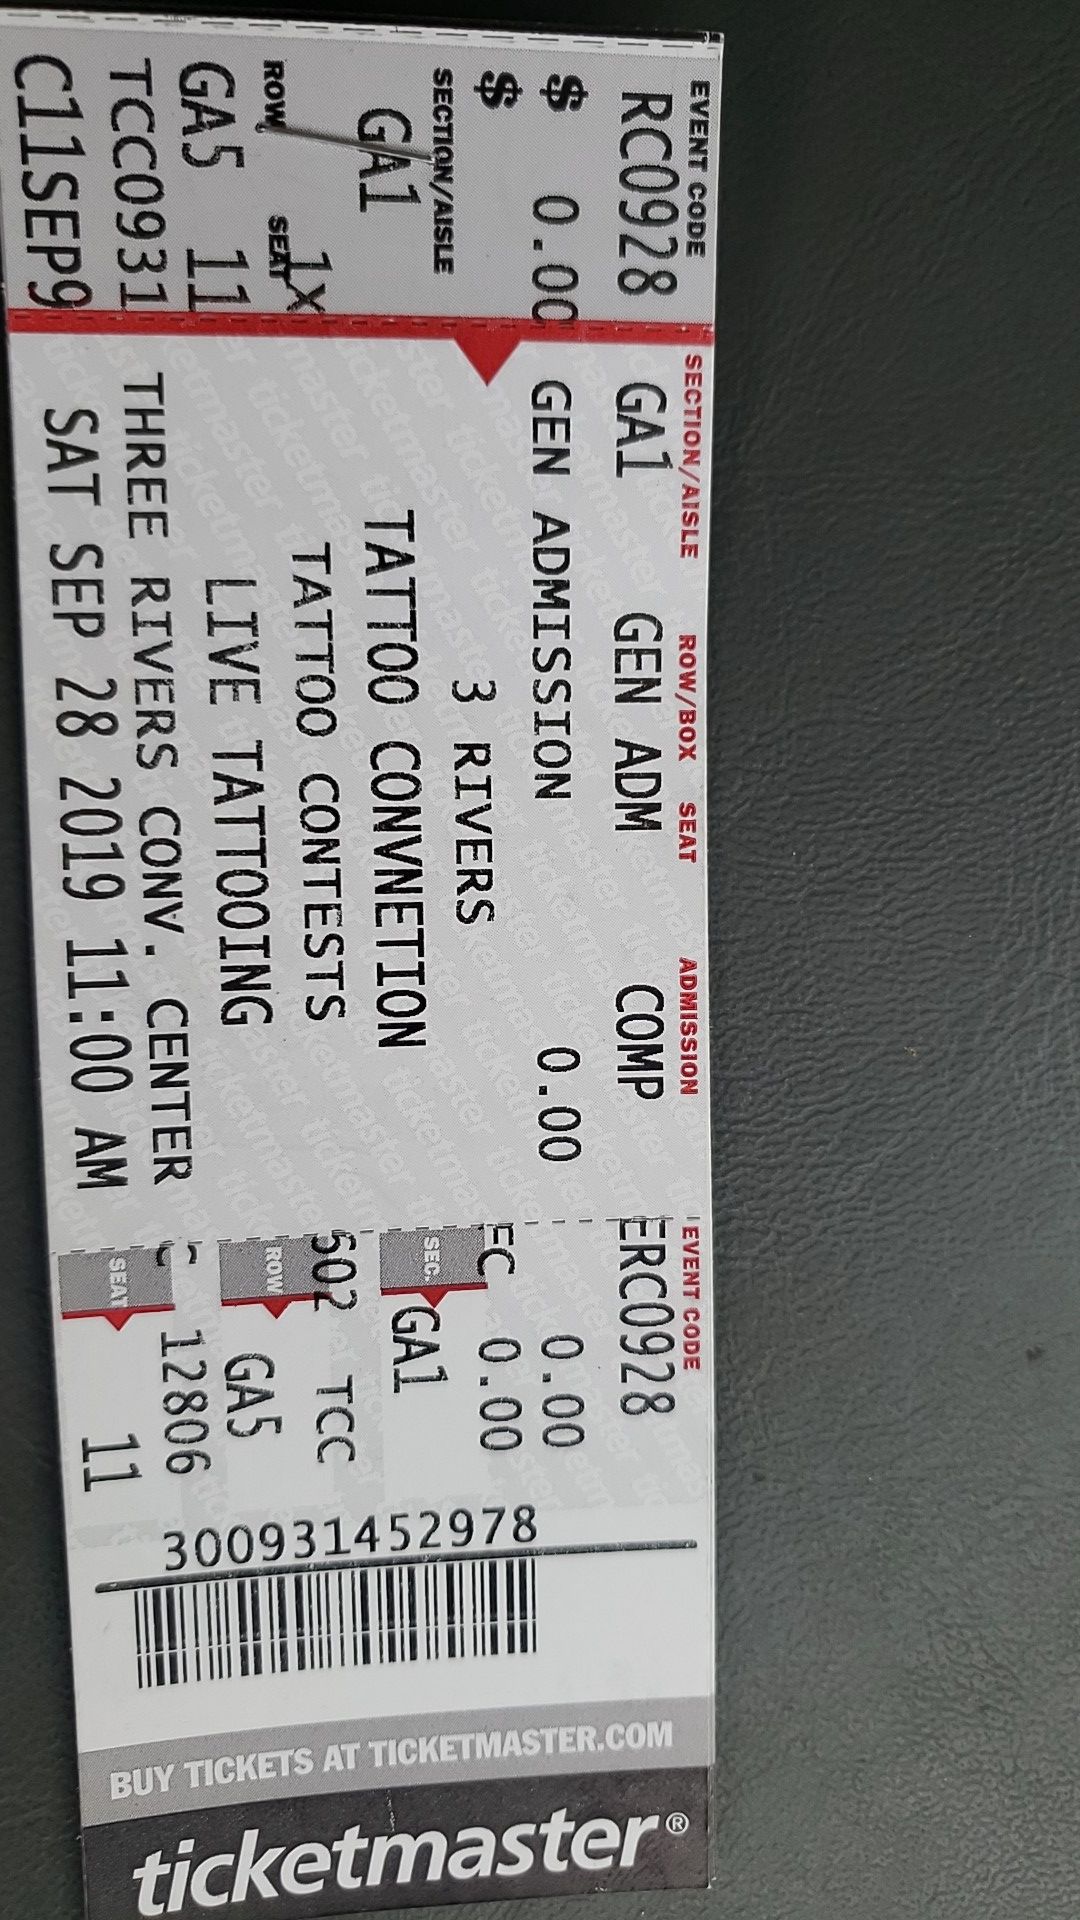 EVENT CODE
RC0928
$ 0.00
$
SECTION/AISLE
GA1
1X
ROW SEAT
GA5 11
TCC0931
C11SEP9
SECTION/AISLE ROW/BOX SEAT ADMISSION
GA1 GEN ADM COMP
GEN ADMISSION 0.00
3 RIVERS
TATTOO CONVNETION
TATTOO CONTESTS
LIVE TATTOOING
THREE RIVERS CONV. CENTER
SAT SEP 28 2019 11:00 AM
EVENT CODE
ERC0928
0.00
FC 0.00
SEC. GA1
502 TCC
ROW GA5
C 12806
SEAT 11
300931452978
BUY TICKETS AT TICKETMASTER.COM
ticketmaster®